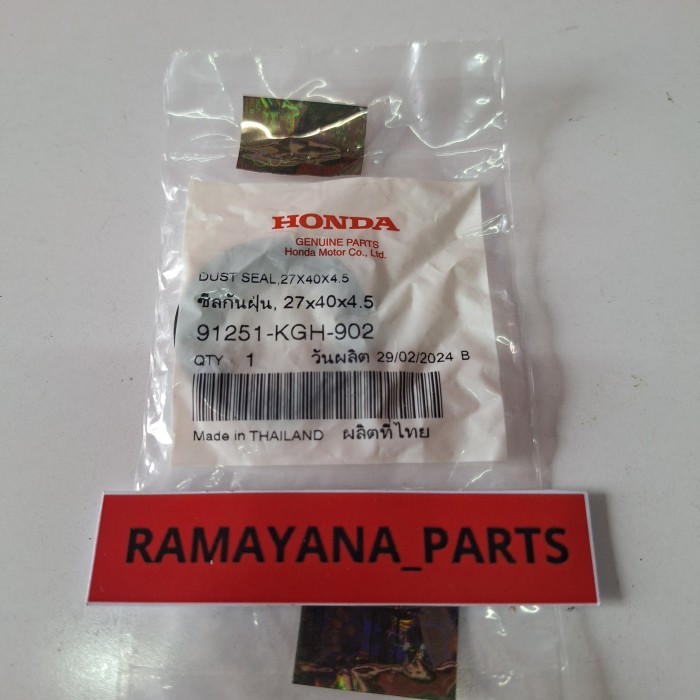 HONDA
GENUINE PARTS
Honda Motor Co., Ltd.
DUST SEAL,27X40X4.5
ซีลกันฝุ่น, 27x40x4.5
91251-KGH-902
QTY 1 วันผลิต 29/02/2024 B
Made in THAILAND ผลิตที่ไทย
RAMAYANA_PARTS